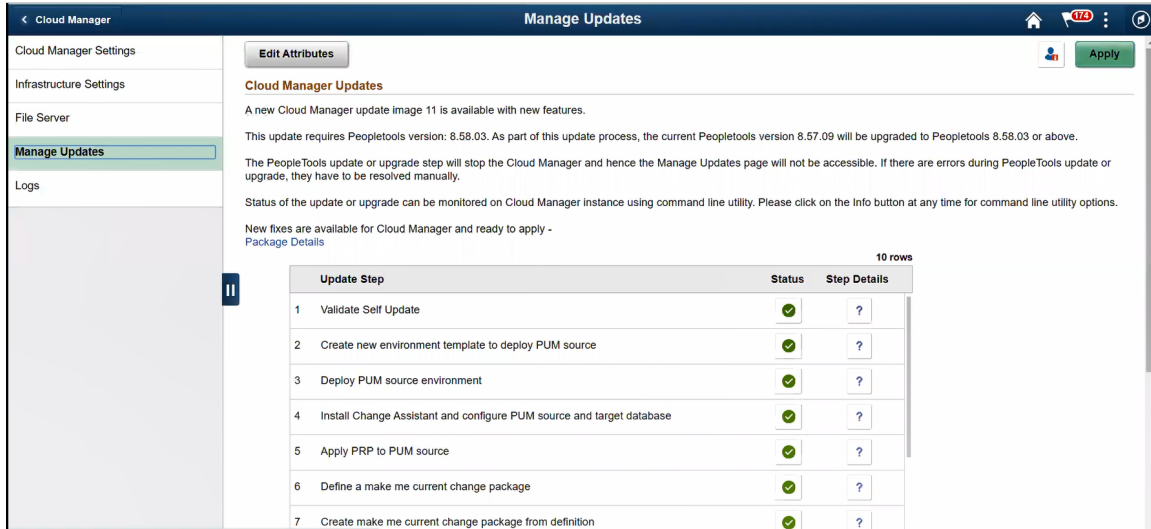 Cloud Manager
Manage Updates
174
Cloud Manager Settings
Infrastructure Settings
File Server
Manage Updates
Logs
Edit Attributes
Apply
Cloud Manager Updates
A new Cloud Manager update image 11 is available with new features.
This update requires Peopletools version: 8.58.03. As part of this update process, the current Peopletools version 8.57.09 will be upgraded to Peopletools 8.58.03 or above.
The PeopleTools update or upgrade step will stop the Cloud Manager and hence the Manage Updates page will not be accessible. If there are errors during PeopleTools update or
upgrade, they have to be resolved manually.
Status of the update or upgrade can be monitored on Cloud Manager instance using command line utility. Please click on the Info button at any time for command line utility options.
New fixes are available for Cloud Manager and ready to apply -
Package Details
10 rows
Update Step Status Step Details
1 Validate Self Update ?
2 Create new environment template to deploy PUM source ?
3 Deploy PUM source environment ?
4 Install Change Assistant and configure PUM source and target database ?
5 Apply PRP to PUM source ?
6 Define a make me current change package ?
7 Create make me current change package from definition ?